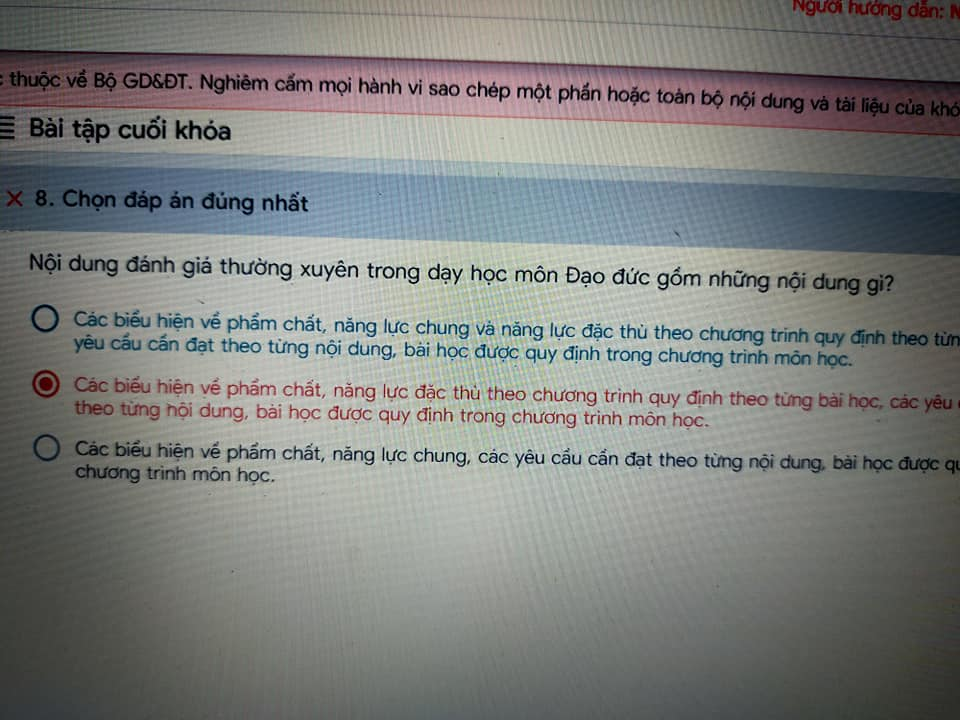 Người hướng dẫn:
thuộc về Bộ GD&ĐT. Nghiêm cấm mọi hành vi sao chép một phần hoặc toàn bộ nội dung và tài liệu của
Bài tập cuối khóa
8. Chọn đáp án đúng nhất
Nội dung đánh giá thường xuyên trong dạy học môn Đạo đức gồm những nội dung gì?
Các biểu hiện về phẩm chất, năng lực chung và năng lực đặc thù theo chương trình quy định theo
yêu cầu cần đạt theo từng nội dung, bài học được quy định trong chương trình môn học.
Các biểu hiện về phẩm chất, năng lực đặc thù theo chương trình quy định theo từng bài học, các yêu
theo từng nội dung, bài học được quy định trong chương trình môn học.
Các biểu hiện về phẩm chất, năng lực chung, các yêu cầu cần đạt theo từng nội dung, bài học được
chương trình môn học.